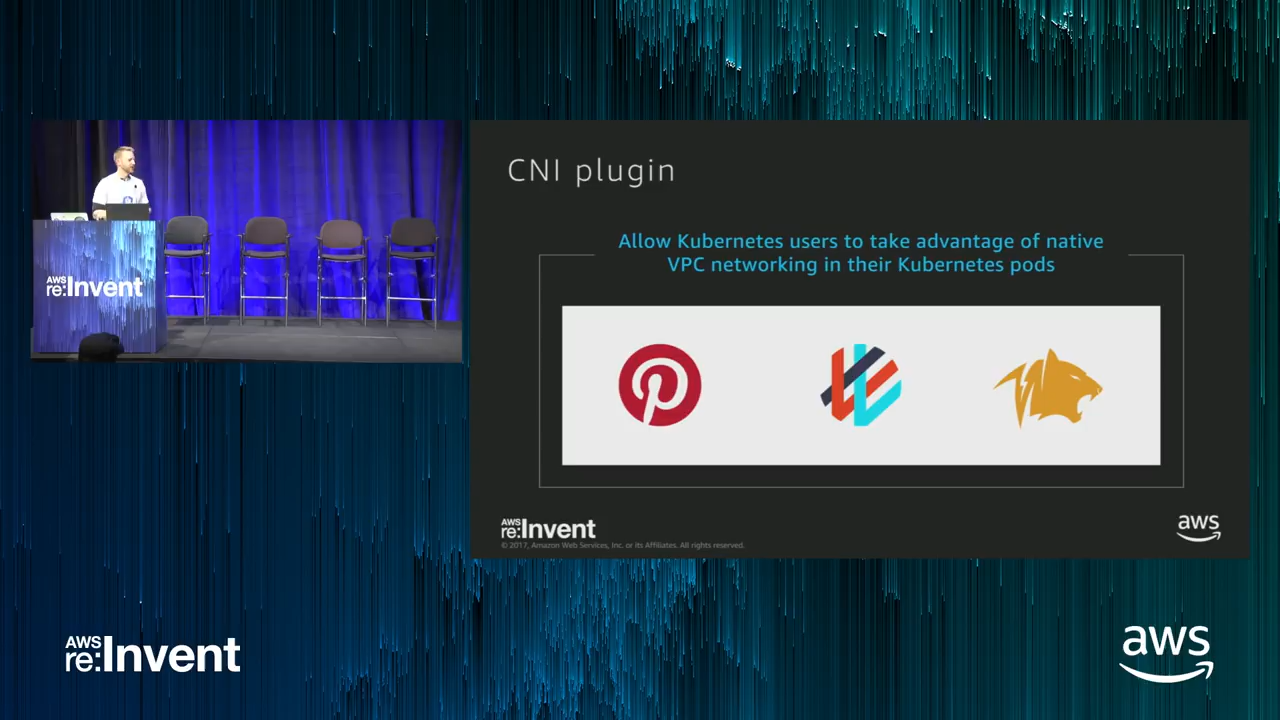 AWS
re:Invent
CNI plugin
Allow Kubernetes users to take advantage of native
VPC networking in their Kubernetes pods
AWS
re:Invent
© 2017, Amazon Web Services, Inc. or its Affiliates. All rights reserved.
aws
AWS
re:Invent
aws